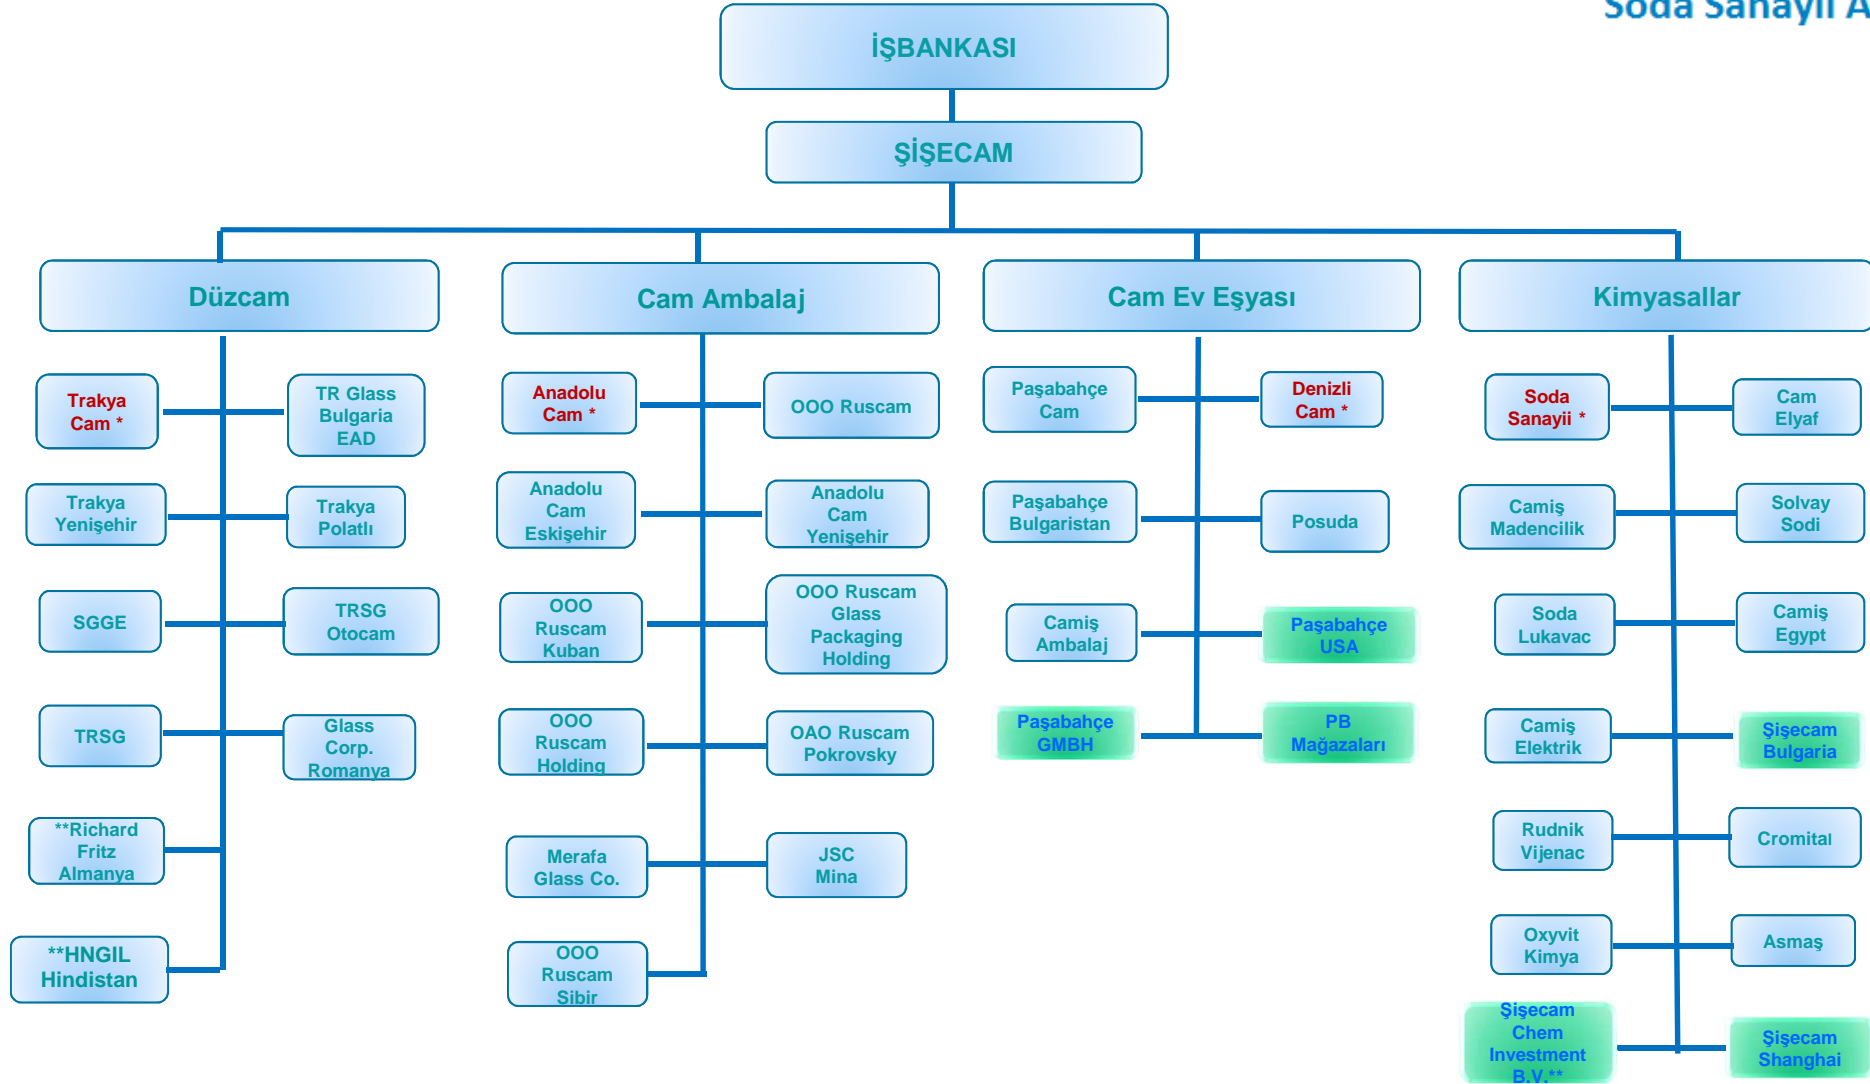 Soda Sanayii A
İŞBANKASI
ŞİŞECAM
Düzcam
Cam Ambalaj
Cam Ev Eşyası
Kimyasallar
Trakya
Cam *
TR Glass
Bulgaria
EAD
Trakya
Yenişehir
Trakya
Polatlı
SGGE
TRSG
Otocam
TRSG
Glass
Corp.
Romanya
**Richard
Fritz
Almanya
**HNGIL
Hindistan
Anadolu
Cam *
OOO Ruscam
Anadolu
Cam
Eskişehir
Anadolu
Cam
Yenişehir
OOO
Ruscam
Kuban
OOO Ruscam
Glass
Packaging
Holding
OOO
Ruscam
Holding
OAO Ruscam
Pokrovsky
Merafa
Glass Co.
JSC
Mina
OOO
Ruscam
Sibir
Paşabahçe
Cam
Denizli
Cam *
Paşabahçe
Bulgaristan
Posuda
Camiş
Ambalaj
Paşabahçe
USA
Paşabahçe
GMBH
PB
Mağazaları
Soda
Sanayii *
Cam
Elyaf
Camiş
Madencilik
Solvay
Sodi
Soda
Lukavac
Camiş
Egypt
Camiş
Elektrik
Şişecam
Bulgaria
Rudnik
Vijenac
Cromital
Oxyvit
Kimya
Asmaş
Şişecam
Chem
Investment
B.V.**
Şişecam
Shanghai